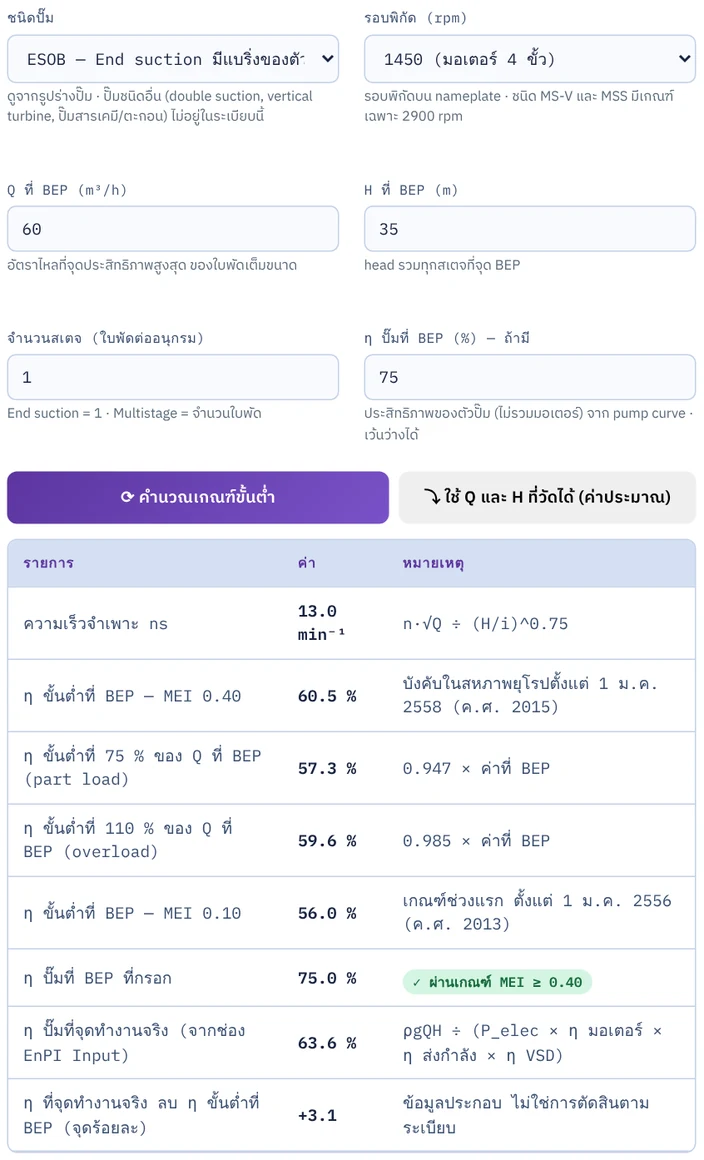 ชนิดปั๊ม
รอบพิกัด (rpm)
ESOB — End suction มีแบริ่งของตัว
1450 (มอเตอร์ 4 ขั้ว)
ดูจากรูปร่างปั๊ม · ปั๊มชนิดอื่น (double suction, vertical
turbine, ปั๊มสารเคมี/ตะกอน) ไม่อยู่ในระเบียบนี้
รอบพิกัดบน nameplate · ชนิด MS-V และ MSS มีเกณฑ์
เฉพาะ 2900 rpm
Q ที่ BEP (m³/h)
H ที่ BEP (m)
60
35
อัตราไหลที่จุดประสิทธิภาพสูงสุด ของใบพัดเต็มขนาด
head รวมทุกสเตจที่จุด BEP
จำนวนสเตจ (ใบพัดต่ออนุกรม)
η ปั๊มที่ BEP (%) — ถ้ามี
1
75
End suction = 1 · Multistage = จำนวนใบพัด
ประสิทธิภาพของตัวปั๊ม (ไม่รวมมอเตอร์) จาก pump curve ·
เว้นว่างได้
⟳ คำนวณเกณฑ์ขั้นต่ำ
⤵ ใช้ Q และ H ที่วัดได้ (ค่าประมาณ)
รายการ
ค่า
หมายเหตุ
ความเร็วจำเพาะ ns
13.0
min⁻¹
n·√Q ÷ (H/i)^0.75
η ขั้นต่ำที่ BEP — MEI 0.40
60.5 %
บังคับในสหภาพยุโรปตั้งแต่ 1 ม.ค.
2558 (ค.ศ. 2015)
η ขั้นต่ำที่ 75 % ของ Q ที่ BEP
(part load)
57.3 %
0.947 × ค่าที่ BEP
η ขั้นต่ำที่ 110 % ของ Q ที่
BEP (overload)
59.6 %
0.985 × ค่าที่ BEP
η ขั้นต่ำที่ BEP — MEI 0.10
56.0 %
เกณฑ์ช่วงแรก ตั้งแต่ 1 ม.ค. 2556
(ค.ศ. 2013)
η ปั๊มที่ BEP ที่กรอก
75.0 %
✓ ผ่านเกณฑ์ MEI ≥ 0.40
η ปั๊มที่จุดทำงานจริง (จากช่อง
EnPI Input)
63.6 %
ρgQH ÷ (P_elec × η มอเตอร์ ×
η ส่งกำลัง × η VSD)
η ที่จุดทำงานจริง ลบ η ขั้นต่ำที่
BEP (จุดร้อยละ)
+3.1
ข้อมูลประกอบ ไม่ใช่การตัดสินตาม
ระเบียบ